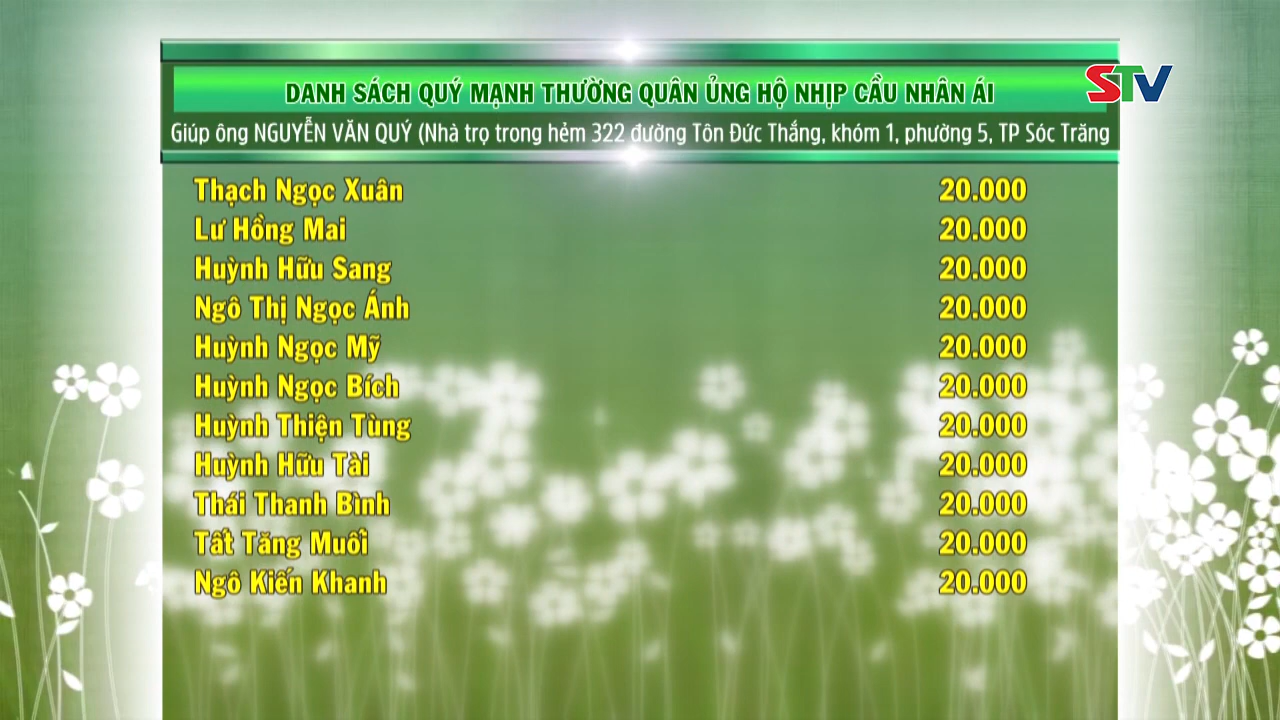 STV
DANH SÁCH QUÝ MẠNH THƯỜNG QUÂN ỦNG HỘ NHỊP CẦU NHÂN ÁI
Giúp ông NGUYỄN VĂN QUÝ (Nhà trọ trong hẻm 322 đường Tôn Đức Thắng, khóm 1, phường 5, TP Sóc Trăng
Thạch Ngọc Xuân 20.000
Lư Hồng Mai 20.000
Huỳnh Hữu Sang 20.000
Ngô Thị Ngọc Ánh 20.000
Huỳnh Ngọc Mỹ 20.000
Huỳnh Ngọc Bích 20.000
Huỳnh Thiện Tùng 20.000
Huỳnh Hữu Tài 20.000
Thái Thanh Bình 20.000
Tất Tăng Muối 20.000
Ngô Kiến Khanh 20.000